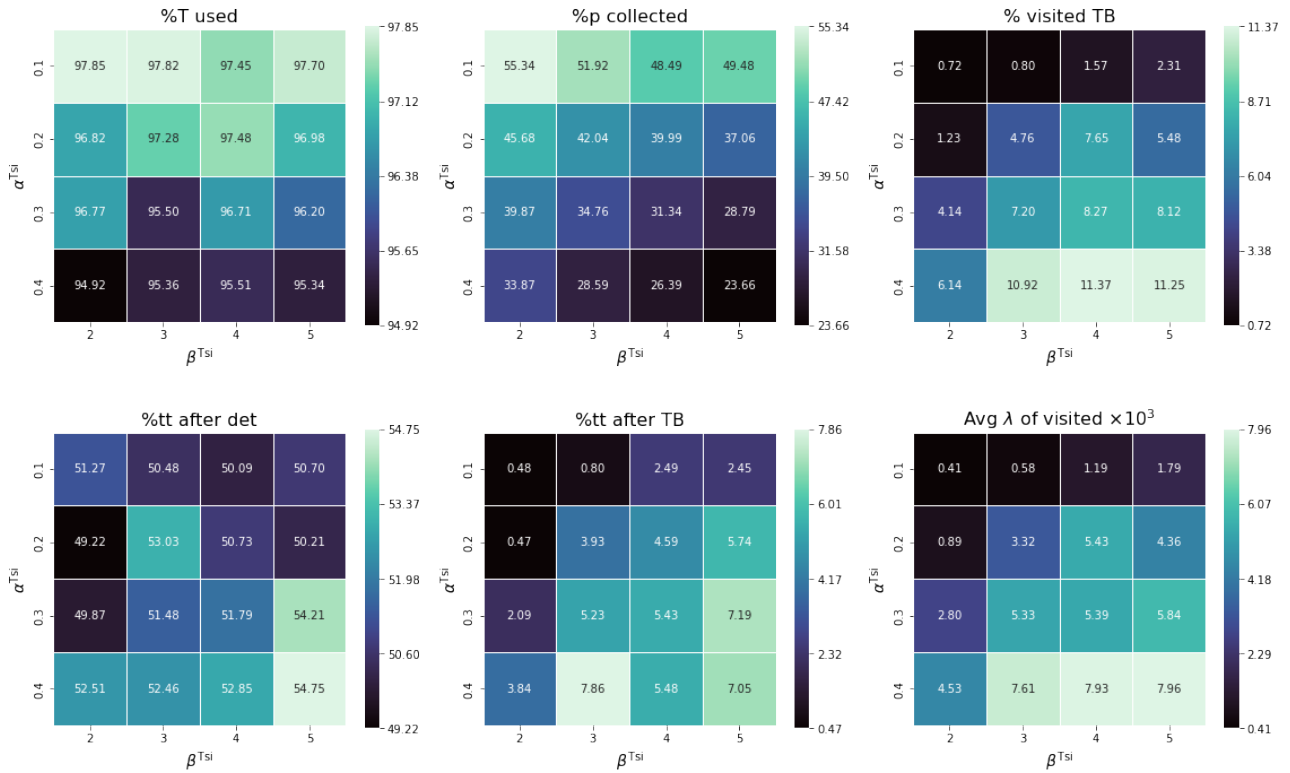 %T used
97.85 97.82 97.45 97.70
96.82 97.28 97.48 96.98
96.77 95.50 96.71 96.20
94.92 95.36 95.51 95.34
0.1
0.2
0.3
0.4
α^Tsi
2 3 4 5
β^Tsi
97.85
97.12
96.38
95.65
94.92
%p collected
55.34 51.92 48.49 49.48
45.68 42.04 39.99 37.06
39.87 34.76 31.34 28.79
33.87 28.59 26.39 23.66
0.1
0.2
0.3
0.4
α^Tsi
2 3 4 5
β^Tsi
55.34
47.42
39.50
31.58
23.66
% visited TB
0.72 0.80 1.57 2.31
1.23 4.76 7.65 5.48
4.14 7.20 8.27 8.12
6.14 10.92 11.37 11.25
0.1
0.2
0.3
0.4
α^Tsi
2 3 4 5
β^Tsi
11.37
8.71
6.04
3.38
0.72
%tt after det
51.27 50.48 50.09 50.70
49.22 53.03 50.73 50.21
49.87 51.48 51.79 54.21
52.51 52.46 52.85 54.75
0.1
0.2
0.3
0.4
α^Tsi
2 3 4 5
β^Tsi
54.75
53.37
51.98
50.60
49.22
%tt after TB
0.48 0.80 2.49 2.45
0.47 3.93 4.59 5.74
2.09 5.23 5.43 7.19
3.84 7.86 5.48 7.05
0.1
0.2
0.3
0.4
α^Tsi
2 3 4 5
β^Tsi
7.86
6.01
4.17
2.32
0.47
Avg λ of visited ×10³
0.41 0.58 1.19 1.79
0.89 3.32 5.43 4.36
2.80 5.33 5.39 5.84
4.53 7.61 7.93 7.96
0.1
0.2
0.3
0.4
α^Tsi
2 3 4 5
β^Tsi
7.96
6.07
4.18
2.29
0.41